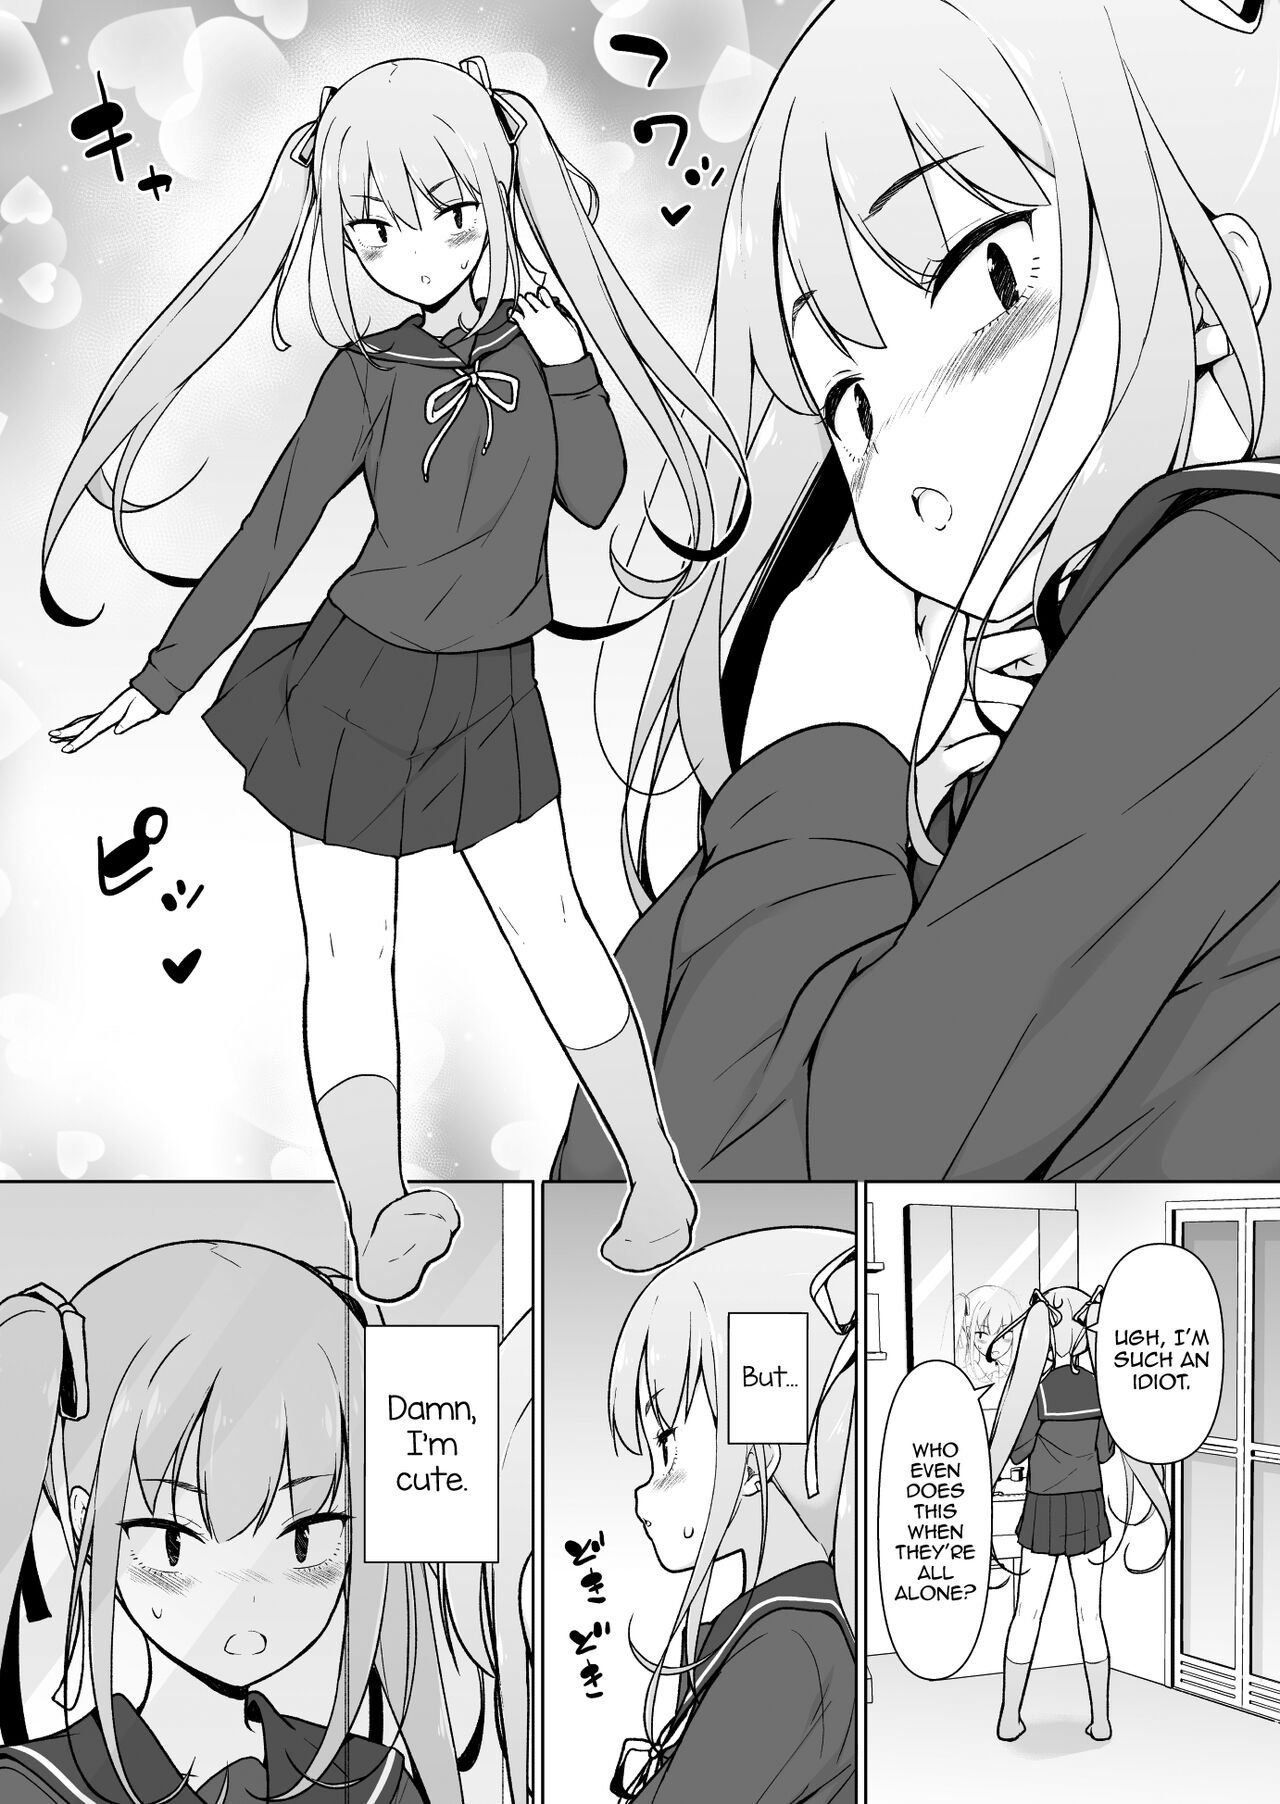 フ
ワッ
♥
キャ
ピッ
♥
UGH, I'M
SUCH AN
IDIOT.
WHO
EVEN
DOES
THIS
WHEN
THEY'RE
ALL
ALONE?
But...
どき
どき
Damn,
I'm
cute.